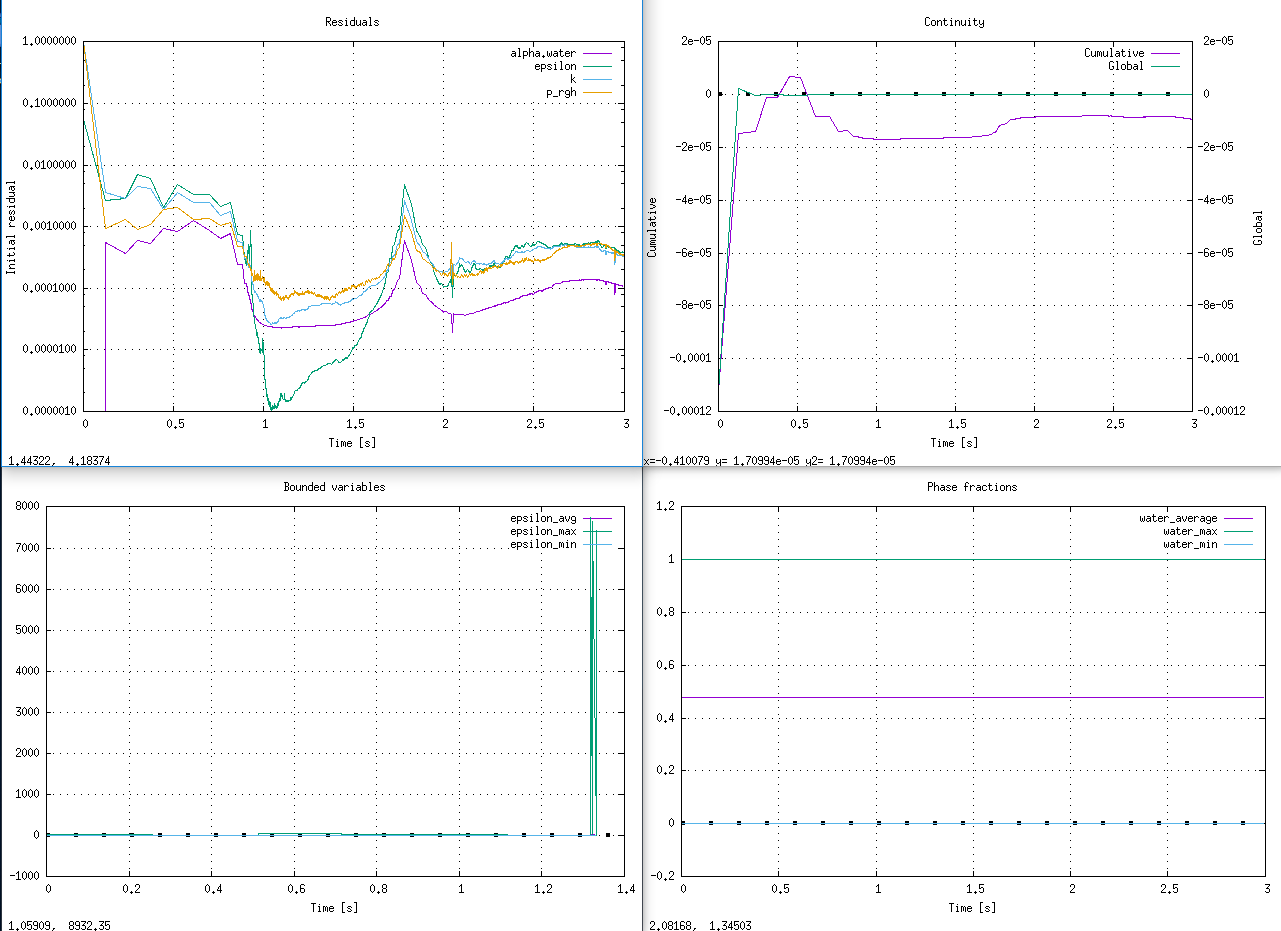 Residuals
1.0000000
0.1000000
0.0100000
0.0010000
0.0001000
0.0000100
0.0000010
Initial residual
alpha.water
epsilon
k
p_rgh
0 0.5 1 1.5 2 2.5 3
Time [s]
1.44322, 4.18374
Continuity
2e-05
0
-2e-05
-4e-05
-6e-05
-8e-05
-0.0001
-0.00012
Cumulative
Cumulative
Global
2e-05
0
-2e-05
-4e-05
-6e-05
-8e-05
-0.0001
-0.00012
Global
0 0.5 1 1.5 2 2.5 3
Time [s]
x=-0.410079 y= 1.70994e-05 y2= 1.70994e-05
Bounded variables
8000
7000
6000
5000
4000
3000
2000
1000
0
-1000
epsilon_avg
epsilon_max
epsilon_min
0 0.2 0.4 0.6 0.8 1 1.2 1.4
Time [s]
1.05909, 8932.35
Phase fractions
1.2
1
0.8
0.6
0.4
0.2
0
-0.2
water_average
water_max
water_min
0 0.5 1 1.5 2 2.5 3
Time [s]
2.08168, 1.34503